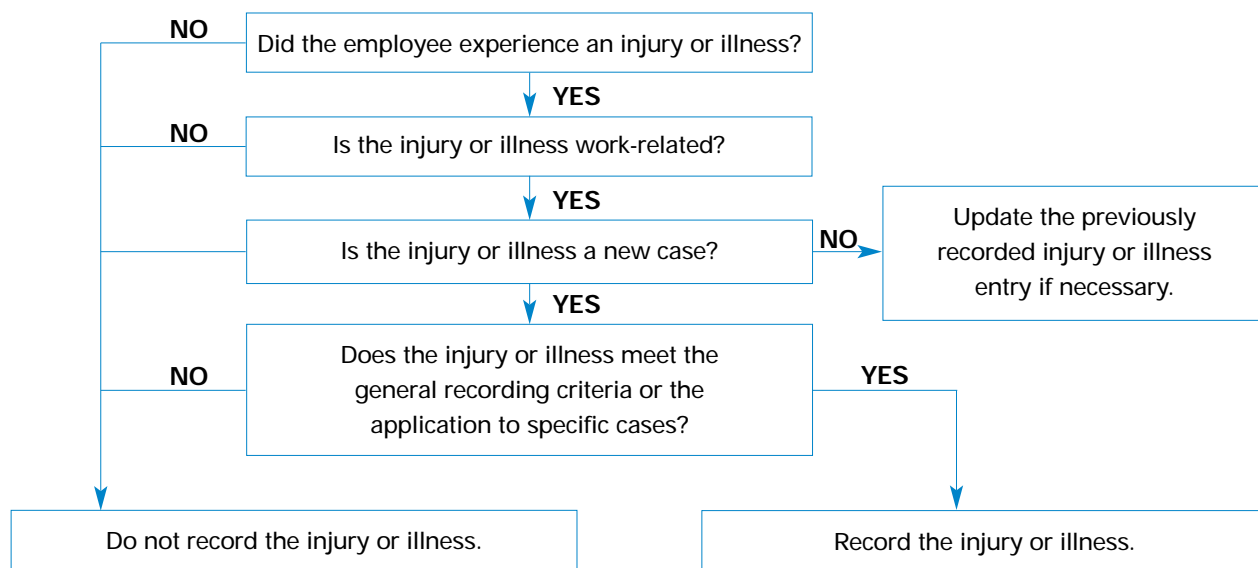 NO
Did the employee experience an injury or illness?
YES
NO
Is the injury or illness work-related?
YES
Is the injury or illness a new case?
NO
Update the previously
recorded injury or illness
entry if necessary.
YES
NO
Does the injury or illness meet the
general recording criteria or the
application to specific cases?
YES
Do not record the injury or illness.
Record the injury or illness.